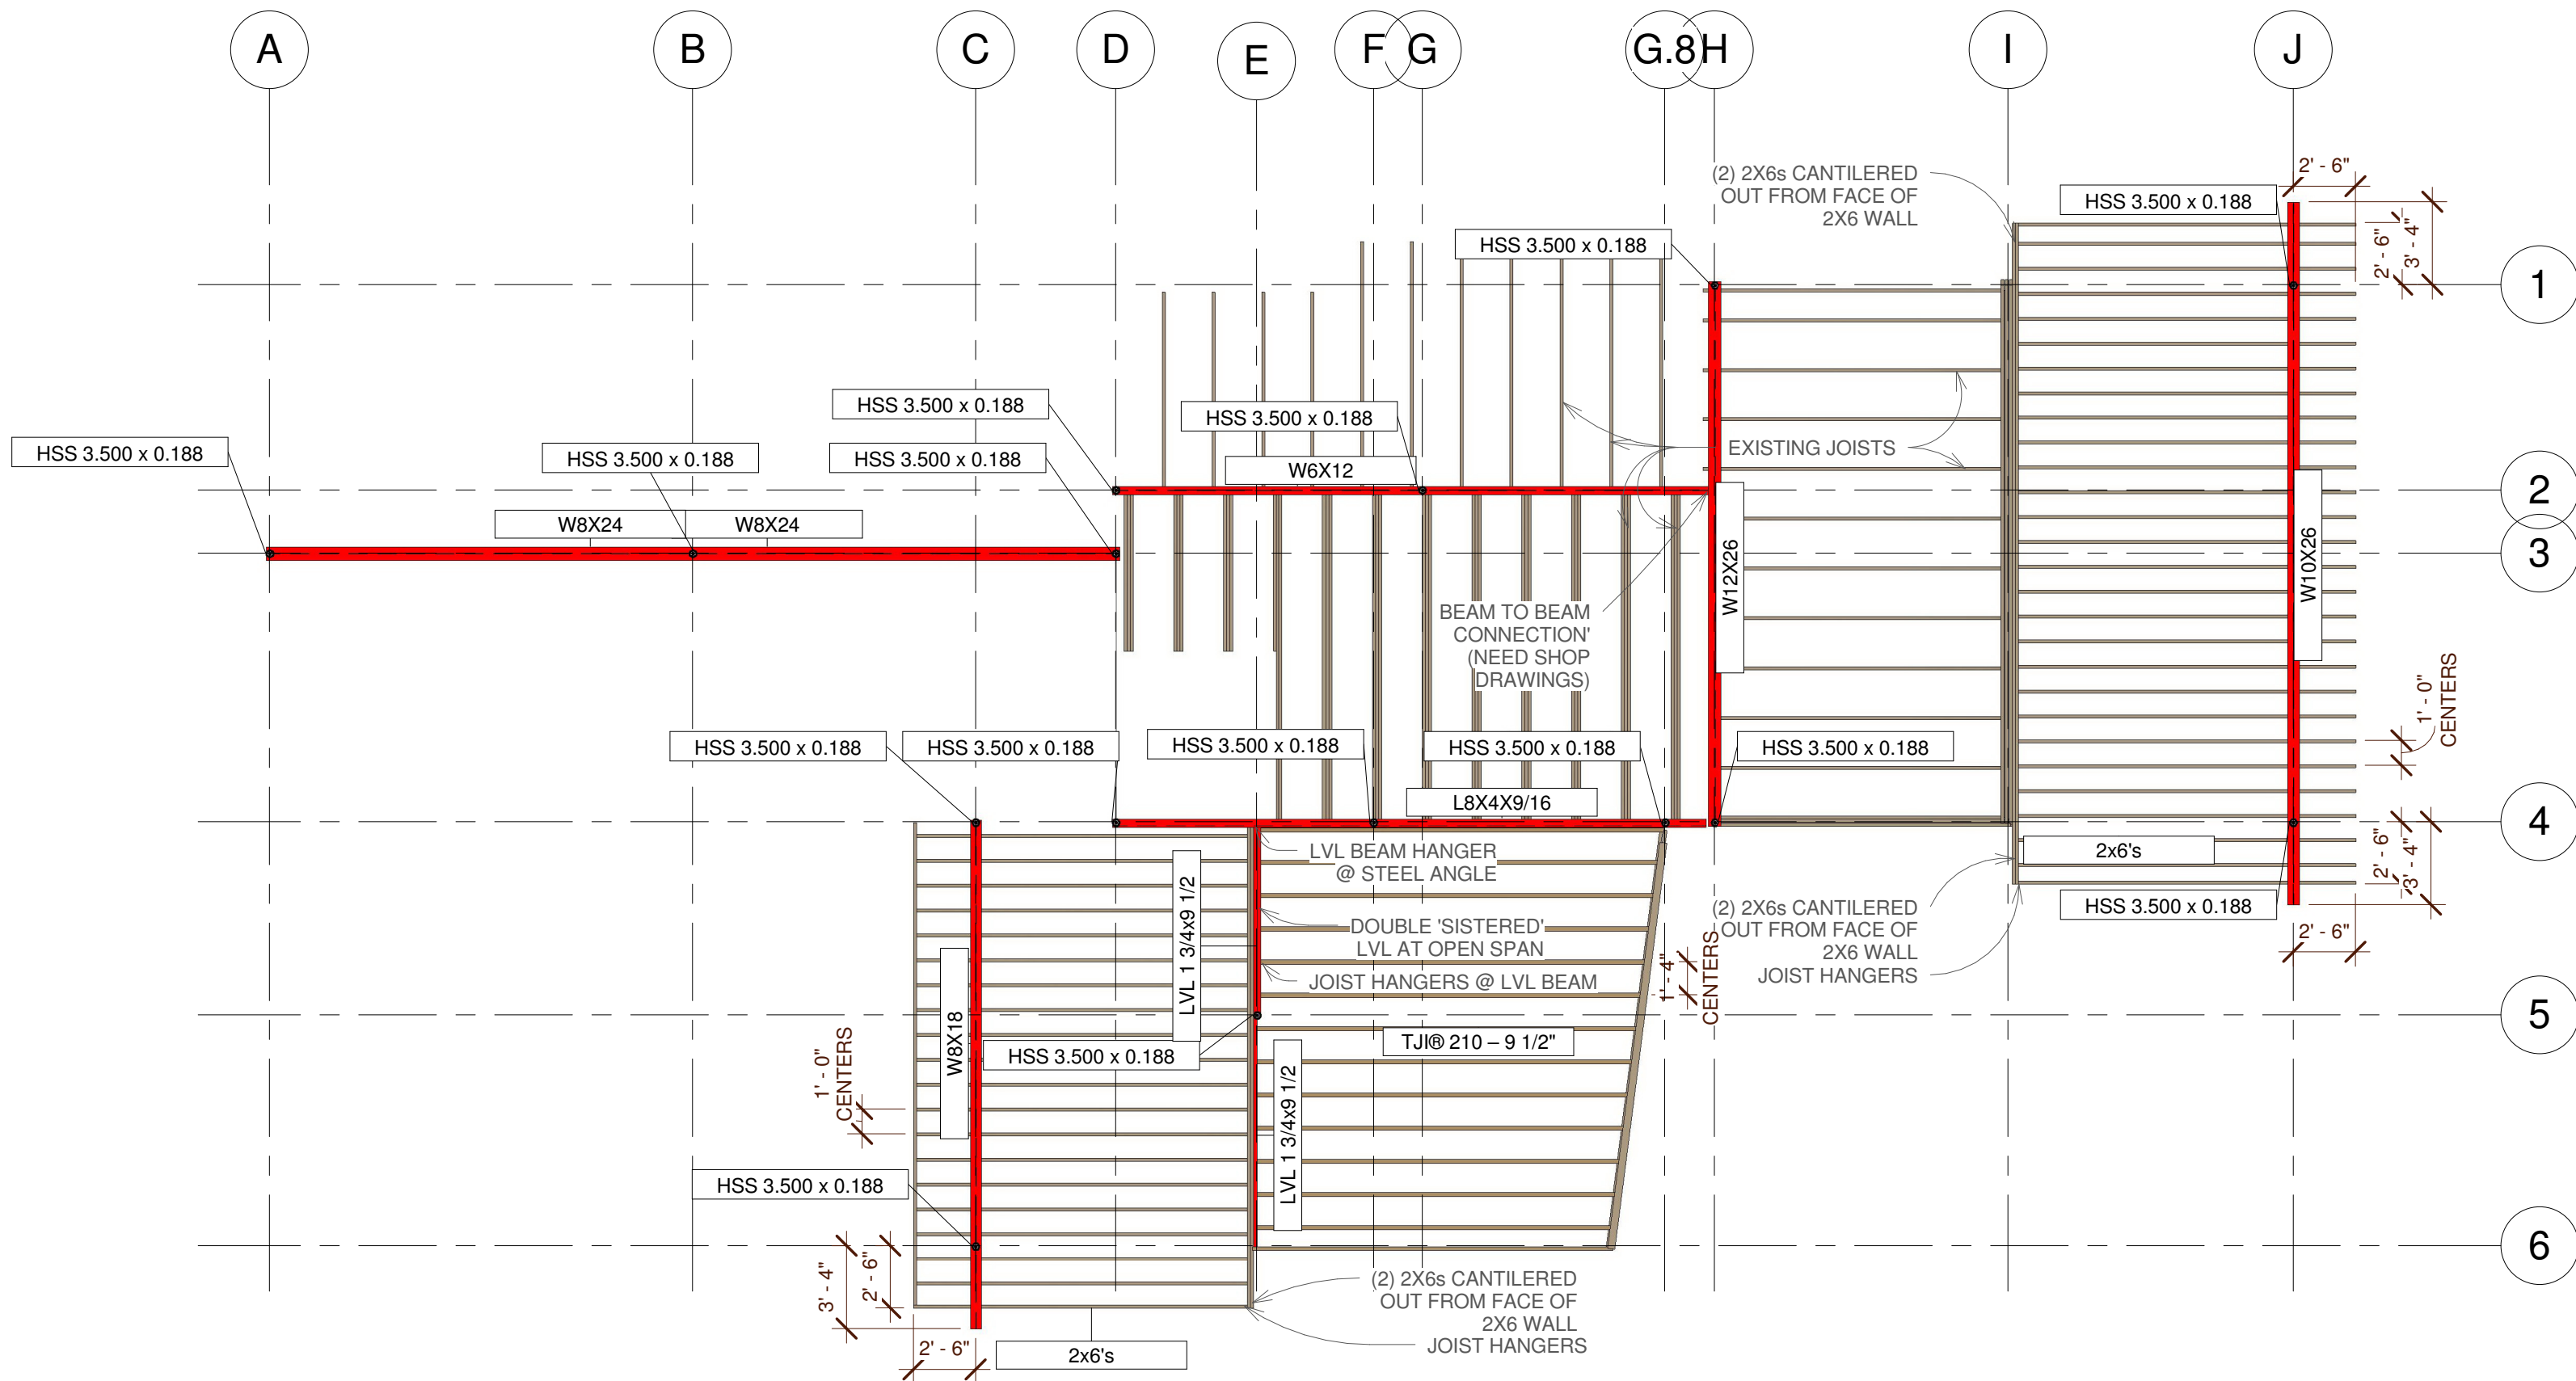 A
B
C
D
E
F
G
G.8
H
I
J
(2) 2X6s CANTILERED
OUT FROM FACE OF
2X6 WALL
HSS 3.500 x 0.188
2' - 6"
2' - 6"
3' - 4"
HSS 3.500 x 0.188
1
HSS 3.500 x 0.188
HSS 3.500 x 0.188
HSS 3.500 x 0.188
HSS 3.500 x 0.188
HSS 3.500 x 0.188
EXISTING JOISTS
W6X12
2
W8X24
W8X24
3
W12X26
W10X26
BEAM TO BEAM
CONNECTION'
(NEED SHOP
DRAWINGS)
1' - 0"
CENTERS
HSS 3.500 x 0.188
HSS 3.500 x 0.188
HSS 3.500 x 0.188
HSS 3.500 x 0.188
HSS 3.500 x 0.188
L8X4X9/16
4
LVL BEAM HANGER
@ STEEL ANGLE
2x6's
2' - 6"
3' - 4"
LVL 1 3/4x9 1/2
DOUBLE 'SISTERED'
LVL AT OPEN SPAN
JOIST HANGERS @ LVL BEAM
1' - 4"
CENTERS
(2) 2X6s CANTILERED
OUT FROM FACE OF
2X6 WALL
JOIST HANGERS
HSS 3.500 x 0.188
2' - 6"
5
W8X18
HSS 3.500 x 0.188
TJI® 210 – 9 1/2"
1' - 0"
CENTERS
LVL 1 3/4x9 1/2
HSS 3.500 x 0.188
6
3' - 4"
2' - 6"
(2) 2X6s CANTILERED
OUT FROM FACE OF
2X6 WALL
JOIST HANGERS
2' - 6"
2x6's